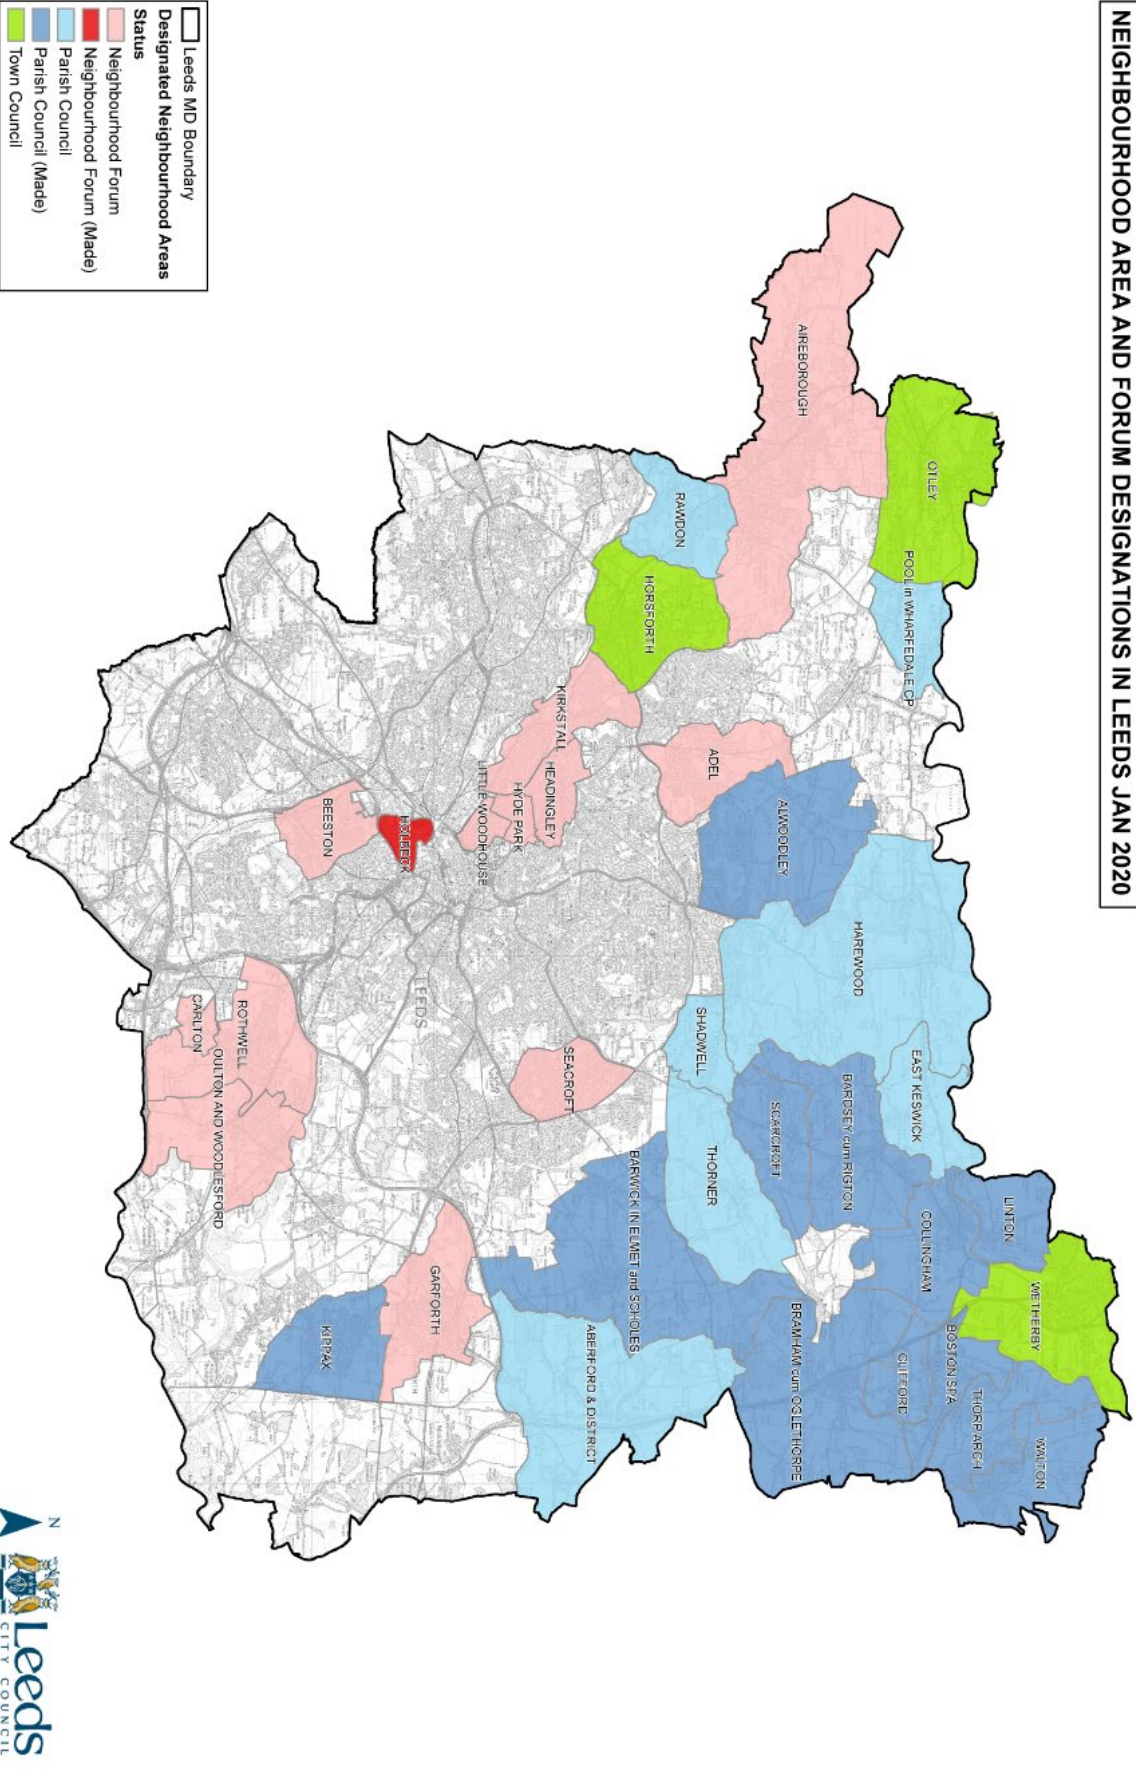 NEIGHBOURHOOD AREA AND FORUM DESIGNATIONS IN LEEDS JAN 2020
WETHERBY
LINTON
WALTON
THORP ARCH
BOSTON SPA
COLLINGHAM
CLIFFORD
OTLEY
POOL in WHARFEDALE CP
EAST KESWICK
HAREWOOD
BARDSEY cum RIGTON
AIREBOROUGH
ALWOODLEY
SCARCROFT
BRAMHAM cum OGLETHORPE
ADEL
SHADWELL
THORNER
RAWDON
HORSFORTH
BARWICK IN ELMET and SCHOLES
ABERFORD & DISTRICT
KIRKSTALL
HEADINGLEY
SEACROFT
HYDE PARK
LITTLE WOODHOUSE
GARFORTH
LEEDS
HOLBECK
BEESTON
KIPPAX
ROTHWELL
OULTON AND WOODLESFORD
CARLTON
Leeds MD Boundary
Designated Neighbourhood Areas
Status
Neighbourhood Forum
Neighbourhood Forum (Made)
Parish Council
Parish Council (Made)
Town Council
N
Leeds
CITY COUNCIL